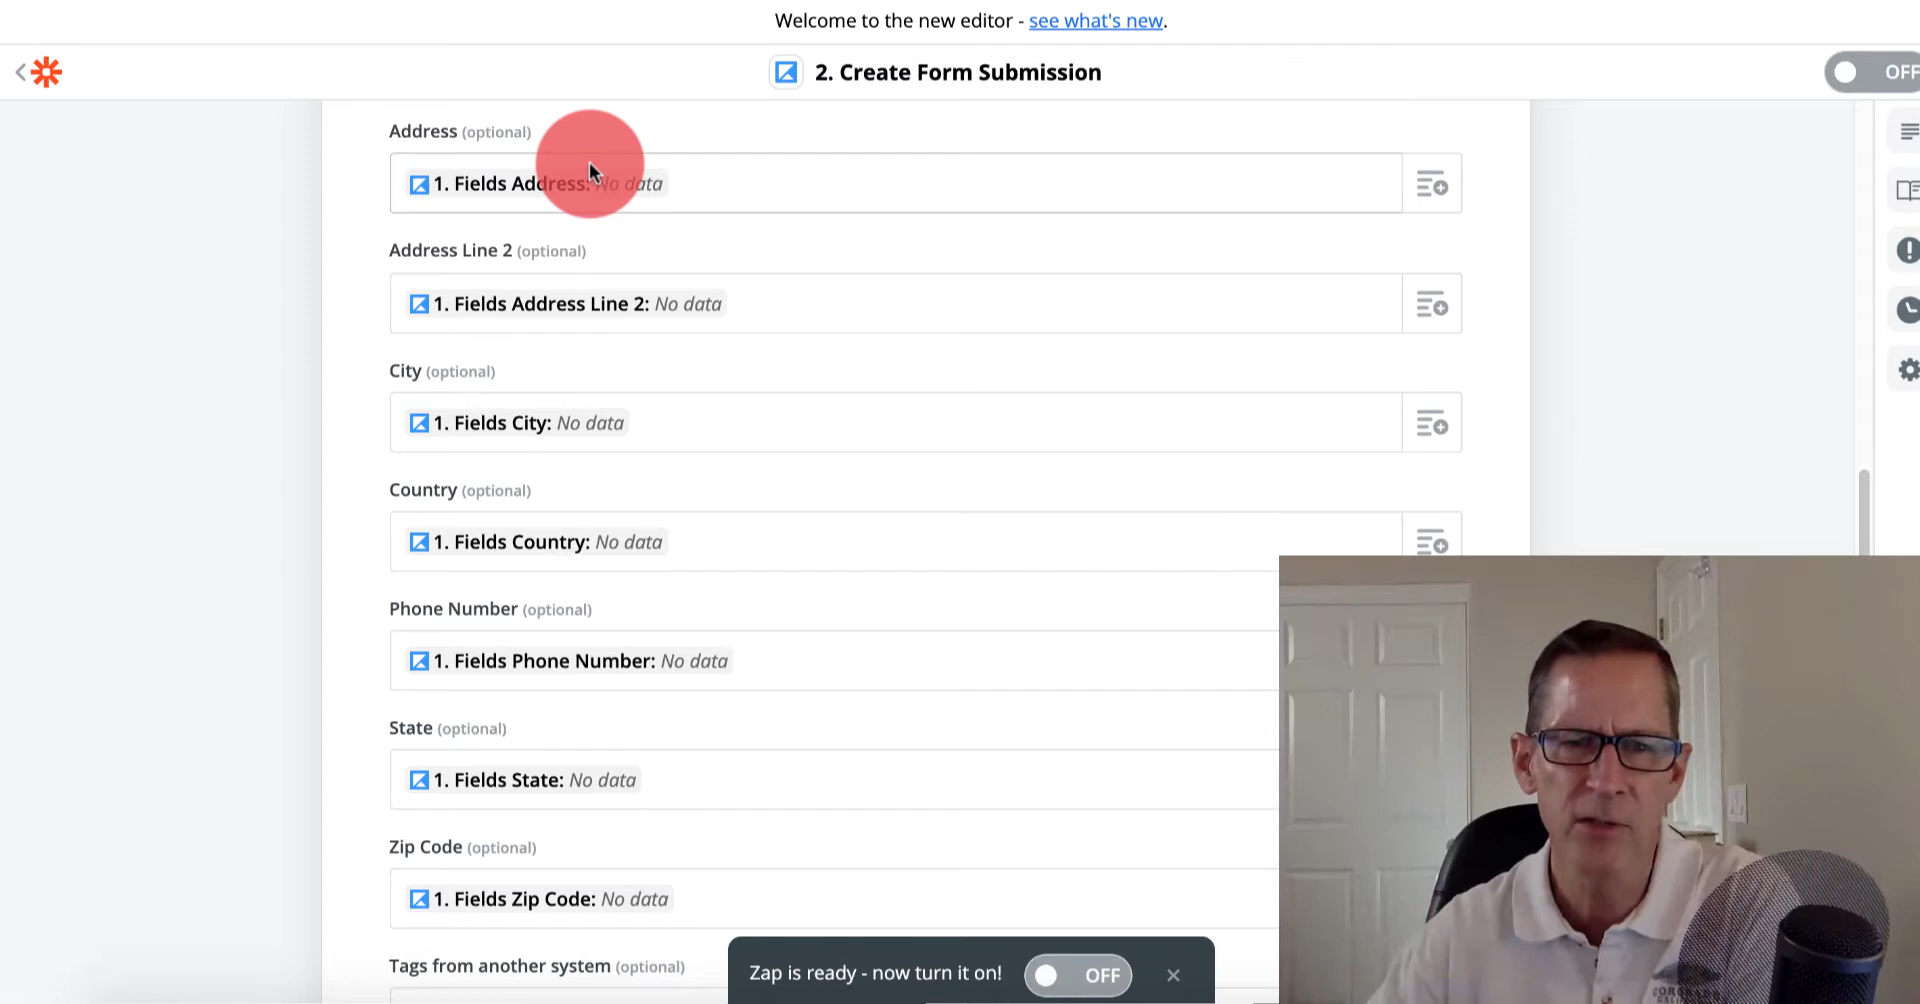 Welcome to the new editor - see what's new.
2. Create Form Submission
OFF
Address (optional)
1. Fields Address: No data
Address Line 2 (optional)
1. Fields Address Line 2: No data
City (optional)
1. Fields City: No data
Country (optional)
1. Fields Country: No data
Phone Number (optional)
1. Fields Phone Number: No data
State (optional)
1. Fields State: No data
Zip Code (optional)
1. Fields Zip Code: No data
Tags from another system (optional)
Zap is ready - now turn it on! OFF